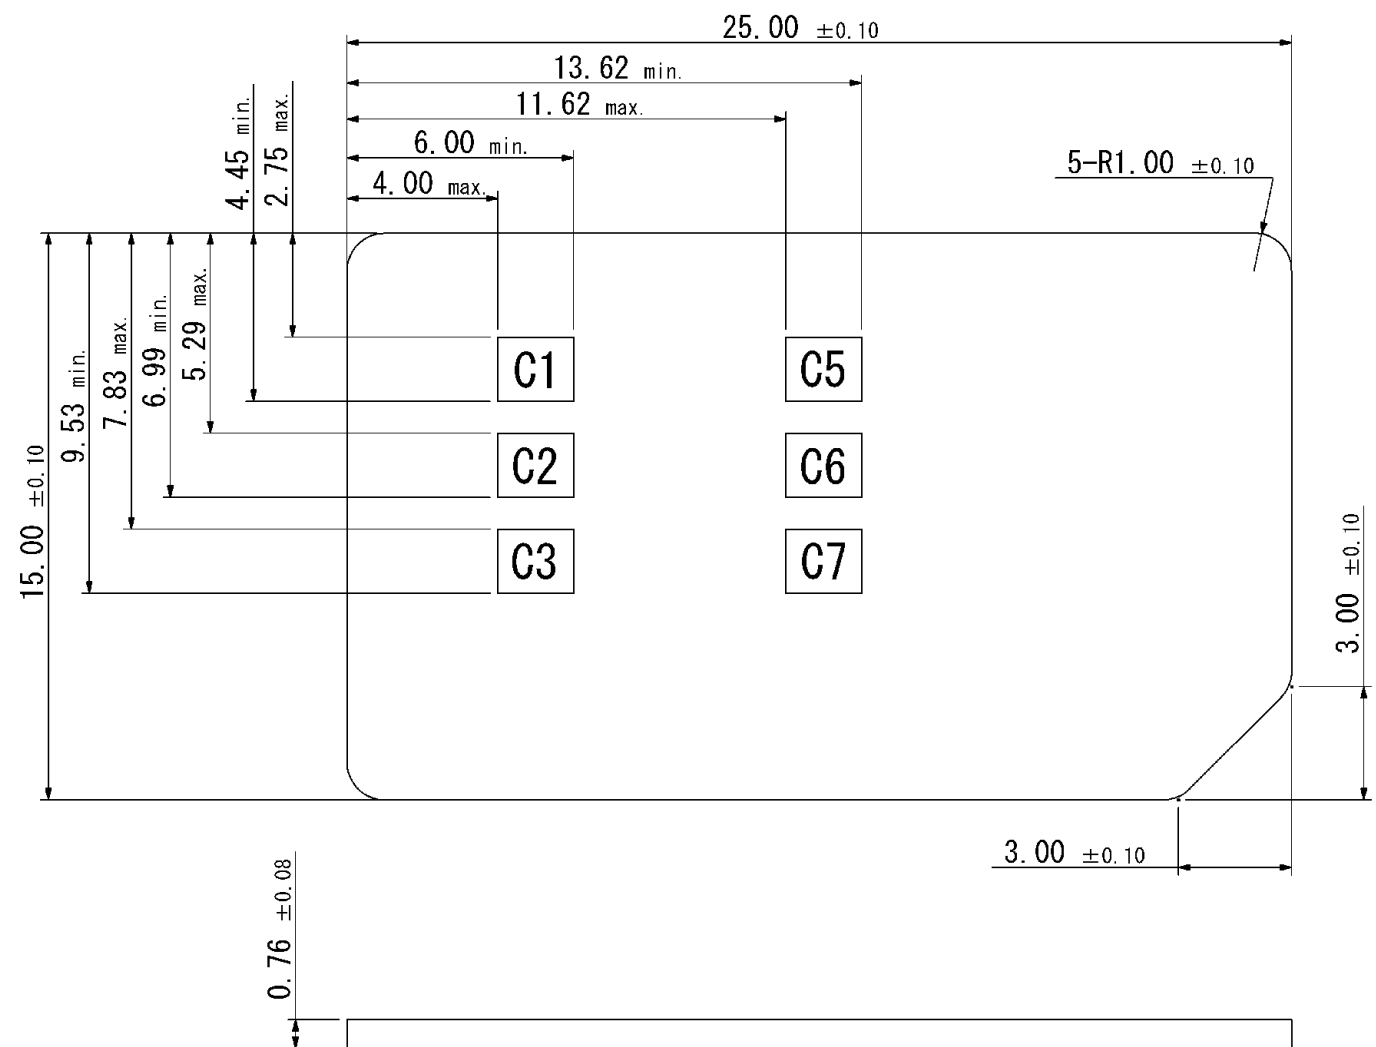 25.00 ±0.10
13.62 min.
11.62 max.
6.00 min.
4.00 max.
4.45 min.
2.75 max.
5-R1.00 ±0.10
15.00 ±0.10
9.53 min.
7.83 max.
6.99 min.
5.29 max.
C1
C5
C2
C6
C3
C7
3.00 ±0.10
3.00 ±0.10
0.76 ±0.08